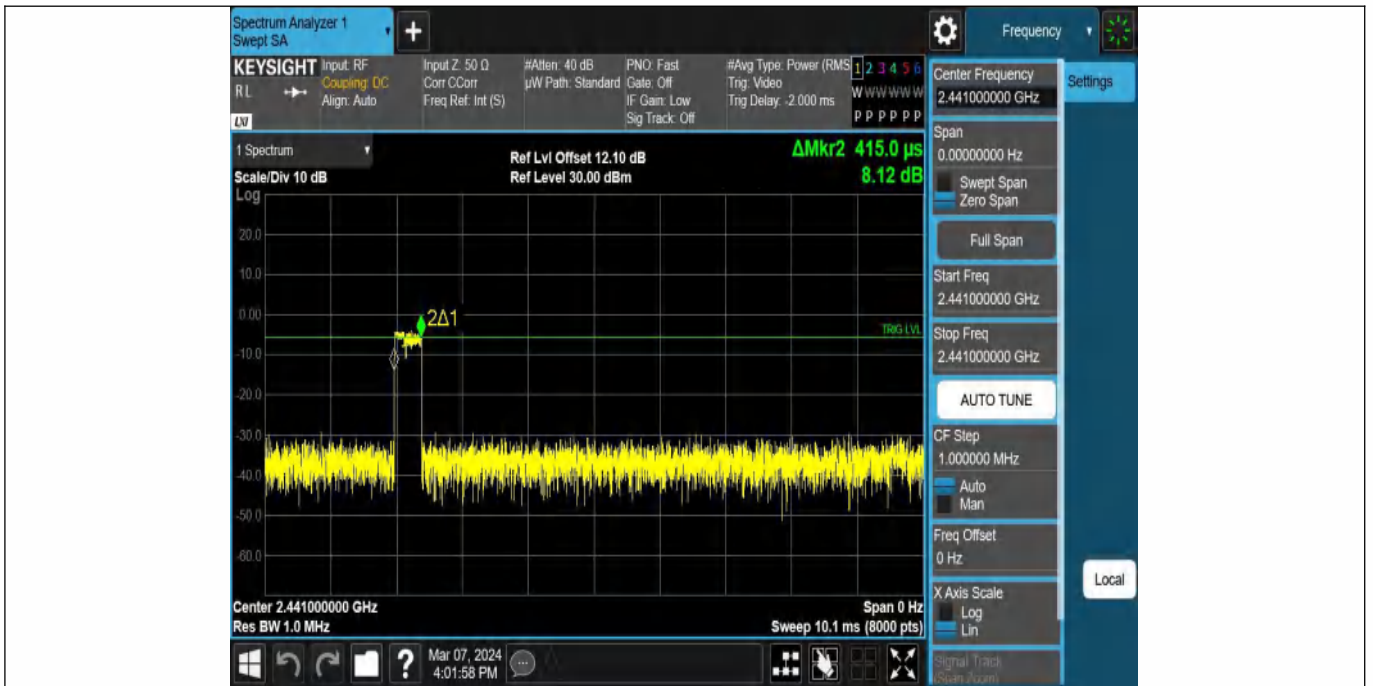 Spectrum Analyzer 1
Swept SA
+
Frequency
KEYSIGHT
RL
LXI
Input: RF
Coupling: DC
Align: Auto
Input Z: 50 Ω
Corr CCorr
Freq Ref: Int (S)
#Atten: 40 dB
µW Path: Standard
PNO: Fast
Gate: Off
IF Gain: Low
Sig Track: Off
#Avg Type: Power (RMS
Trig: Video
Trig Delay: -2.000 ms
1 2 3 4 5 6
W W W W W W
P P P P P P
1 Spectrum
Scale/Div 10 dB
Log
Ref Lvl Offset 12.10 dB
Ref Level 30.00 dBm
ΔMkr2 415.0 µs
8.12 dB
20.0
10.0
0.00
-10.0
-20.0
-30.0
-40.0
-50.0
-60.0
2Δ1
TRIG LVL
Center 2.441000000 GHz
Res BW 1.0 MHz
Span 0 Hz
Sweep 10.1 ms (8000 pts)
Center Frequency
2.441000000 GHz
Settings
Span
0.00000000 Hz
Swept Span
Zero Span
Full Span
Start Freq
2.441000000 GHz
Stop Freq
2.441000000 GHz
AUTO TUNE
CF Step
1.000000 MHz
Auto
Man
Freq Offset
0 Hz
X Axis Scale
Log
Lin
Signal Track
(Span Zoom)
Local
?
Mar 07, 2024
4:01:58 PM